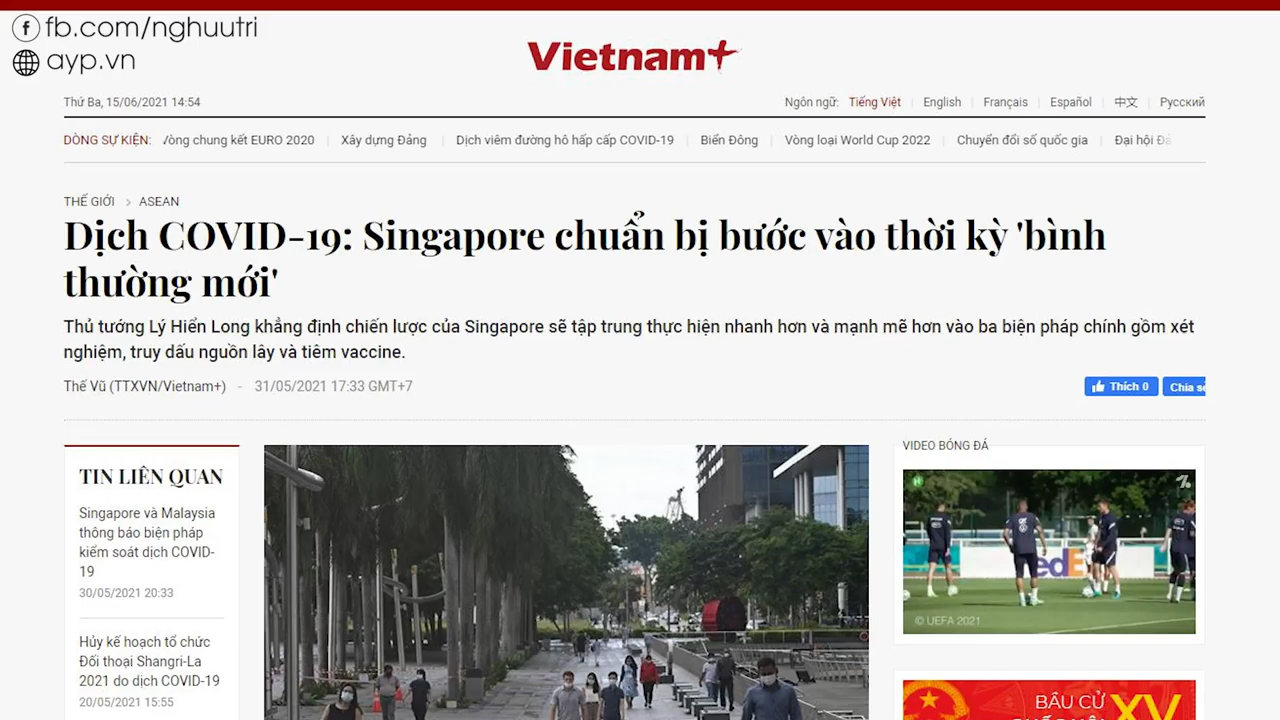 fb.com/nghuutri
ayp.vn
Vietnam+
Thứ Ba, 15/06/2021 14:54
Ngôn ngữ: Tiếng Việt English Français Español 中文 Русский
DÒNG SỰ KIỆN: Vòng chung kết EURO 2020 Xây dựng Đảng Dịch viêm đường hô hấp cấp COVID-19 Biển Đông Vòng loại World Cup 2022 Chuyển đổi số quốc gia Đại hội
THẾ GIỚI > ASEAN
Dịch COVID-19: Singapore chuẩn bị bước vào thời kỳ 'bình
thường mới'
Thủ tướng Lý Hiển Long khẳng định chiến lược của Singapore sẽ tập trung thực hiện nhanh hơn và mạnh mẽ hơn vào ba biện pháp chính gồm xét
nghiệm, truy dấu nguồn lây và tiêm vaccine.
Thế Vũ (TTXVN/Vietnam+) - 31/05/2021 17:33 GMT+7
Thích 0
Chia sẻ
TIN LIÊN QUAN
Singapore và Malaysia
thông báo biện pháp
kiểm soát dịch COVID-
19
30/05/2021 20:33
Hủy kế hoạch tổ chức
Đối thoại Shangri-La
2021 do dịch COVID-19
20/05/2021 15:55
VIDEO BÓNG ĐÁ
© UEFA 2021
BẦU CỬ
XV